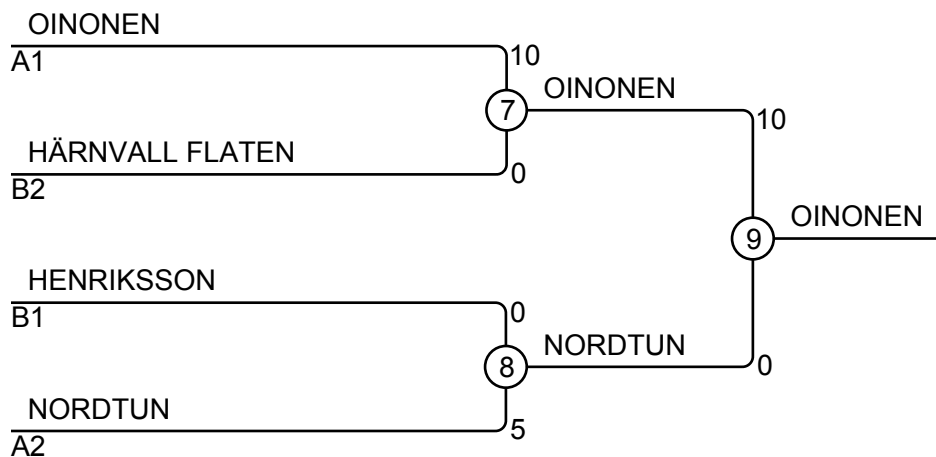 OINONEN
A1
10
7
OINONEN
10
HÄRNVALL FLATEN
B2
0
9
OINONEN
HENRIKSSON
B1
0
8
NORDTUN
0
NORDTUN
A2
5